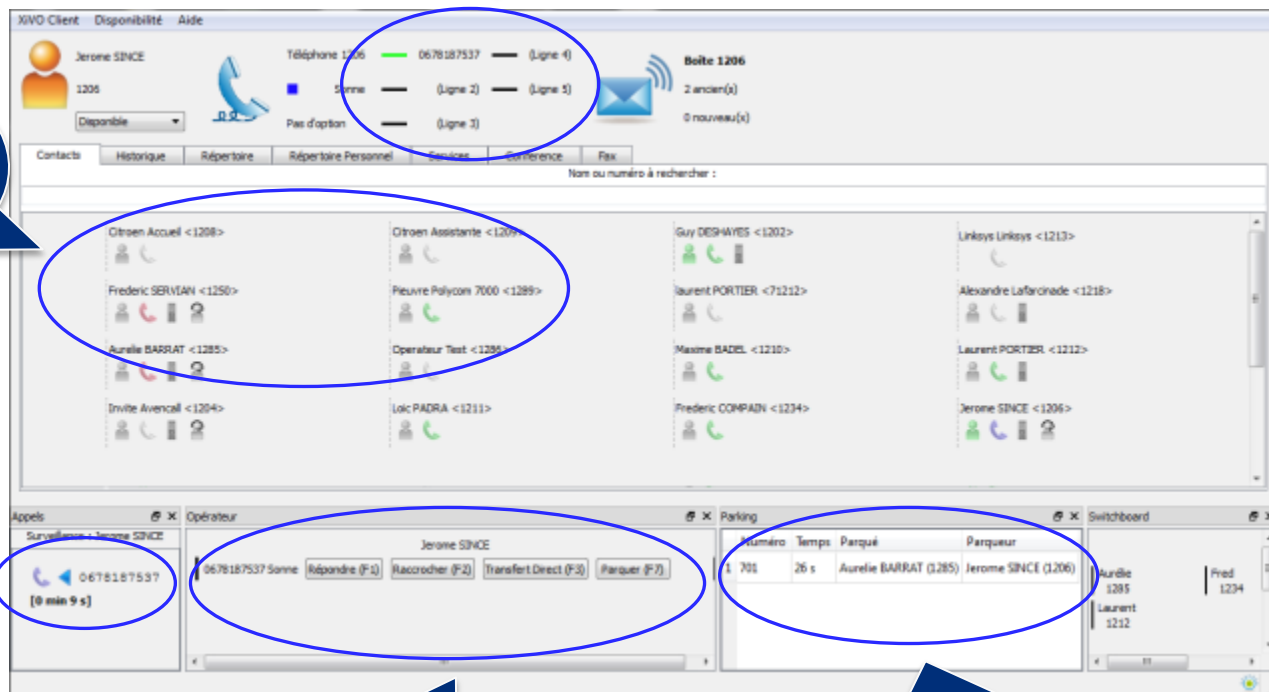 XiVO Client Disponibilité Aide
Jerome SINCE
1206
Disponible
Téléphone 1206
Sonne
Pas d'option
0678187537 (Ligne 4)
(Ligne 2) (Ligne 5)
(Ligne 3)
Boîte 1206
2 ancien(s)
0 nouveau(x)
Contacts Historique Répertoire Répertoire Personnel Services Conference Fax
Nom ou numéro à rechercher :
Citroen Accueil <1208> Citroen Assistante <1209> Guy DESHAYES <1202> Linksys Linksys <1213>
Frederic SERVIAN <1250> Pieuvre Polycom 7000 <1289> laurent PORTIER <71212> Alexandre Lafarcinade <1218>
Aurelie BARRAT <1285> Operateur Test <1286> Maxime BADEL <1210> Laurent PORTIER <1212>
Invite Avencall <1204> Loic PADRA <1211> Frederic COMPAIN <1234> Jerome SINCE <1206>
Appels Opérateur Parking Switchboard
Surveillance : Jerome SINCE
0678187537
[0 min 9 s]
Jerome SINCE
0678187537 Sonne Répondre (F1) Raccrocher (F2) Transfert Direct (F3) Parquer (F7)
Numéro Temps Parqué Parqueur
1 701 26 s Aurelie BARRAT (1285) Jerome SINCE (1206)
Aurélie
1285
Fred
1234
Laurent
1212